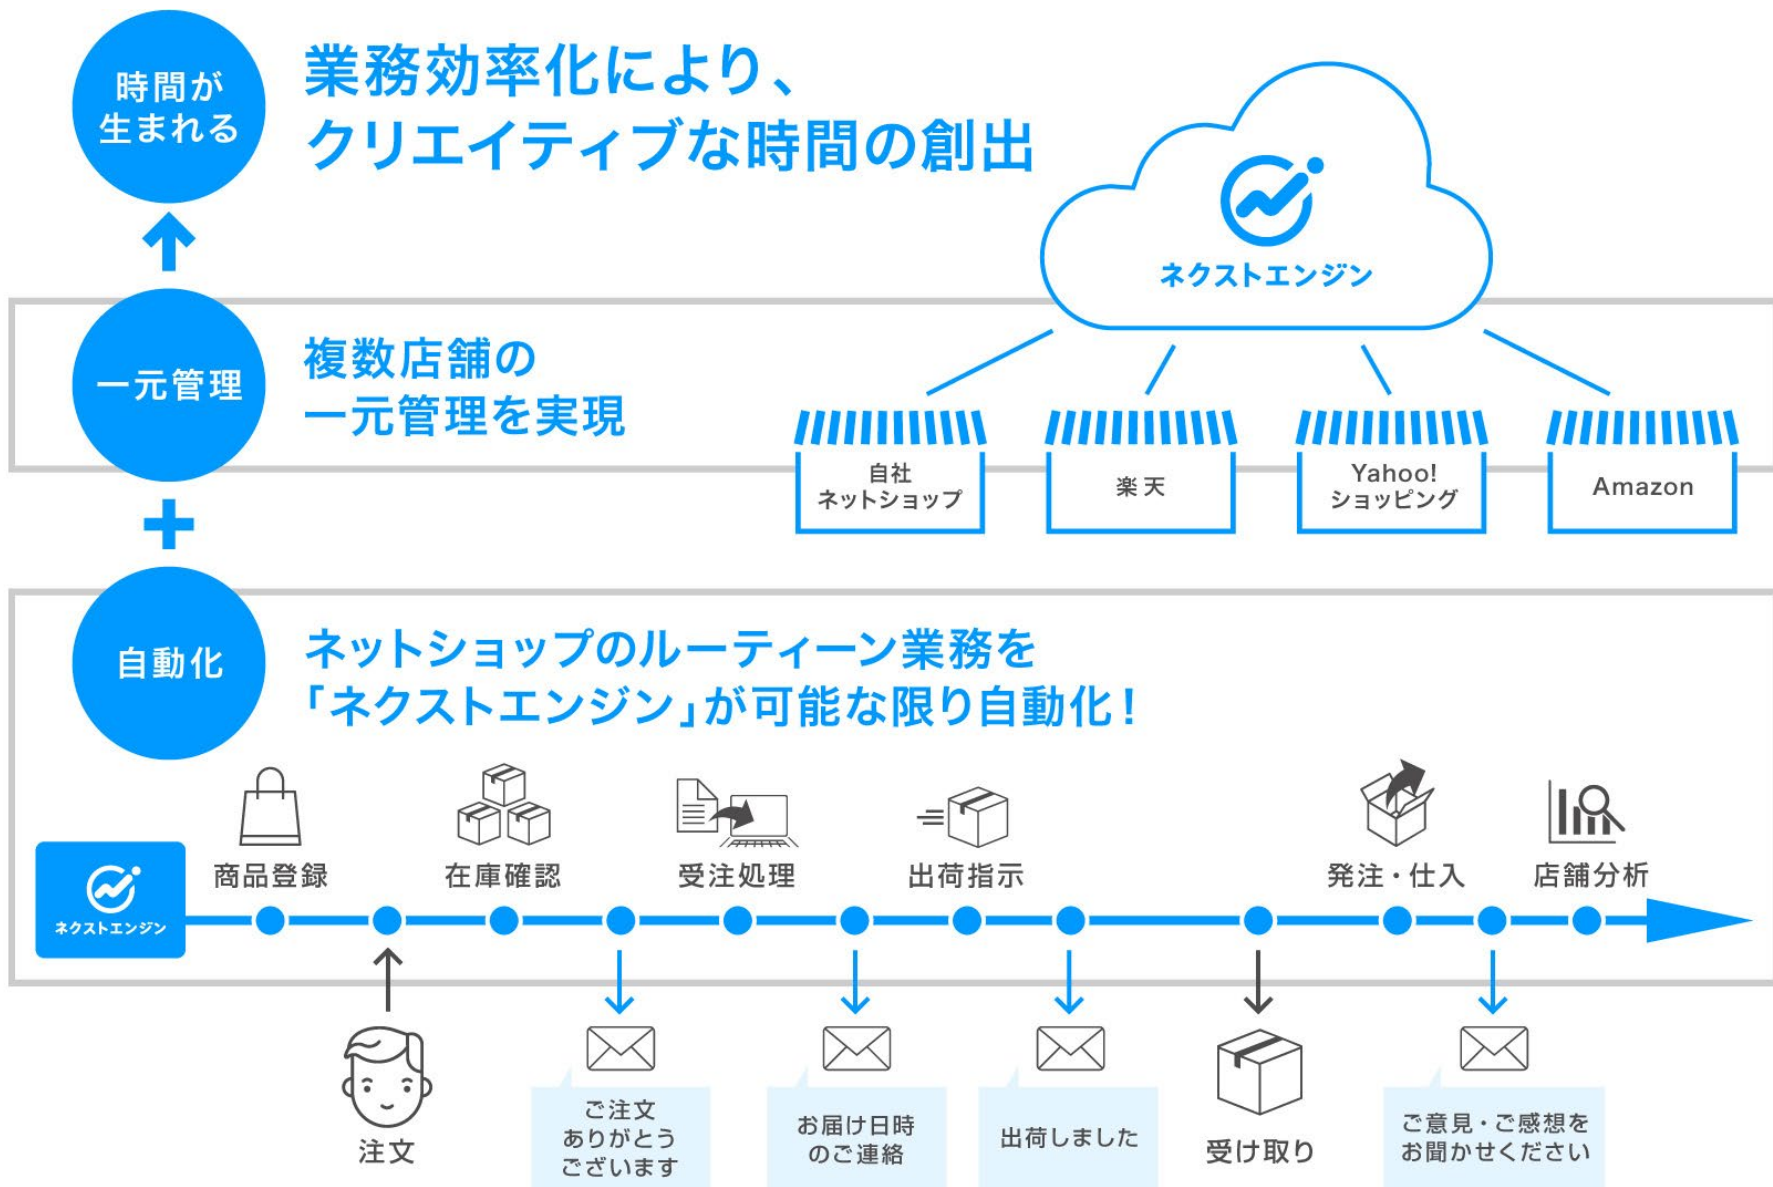 時間が
生まれる
業務効率化により、
クリエイティブな時間の創出
ネクストエンジン
一元管理
複数店舗の
一元管理を実現
自社
ネットショップ
楽天
Yahoo!
ショッピング
Amazon
自動化
ネットショップのルーティーン業務を
「ネクストエンジン」が可能な限り自動化！
商品登録
在庫確認
受注処理
出荷指示
発注・仕入
店舗分析
ネクストエンジン
注文
ご注文
ありがとう
ございます
お届け日時
のご連絡
出荷しました
受け取り
ご意見・ご感想を
お聞かせください